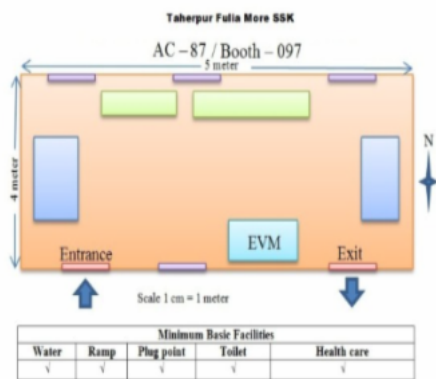 Taherpur Fulia More SSK
AC – 87 / Booth – 097
5 meter
4 meter
N
EVM
Entrance
Exit
Scale 1 cm = 1 meter
Minimum Basic Facilities
Water Ramp Plug point Toilet Health care
√ √ √ √ √